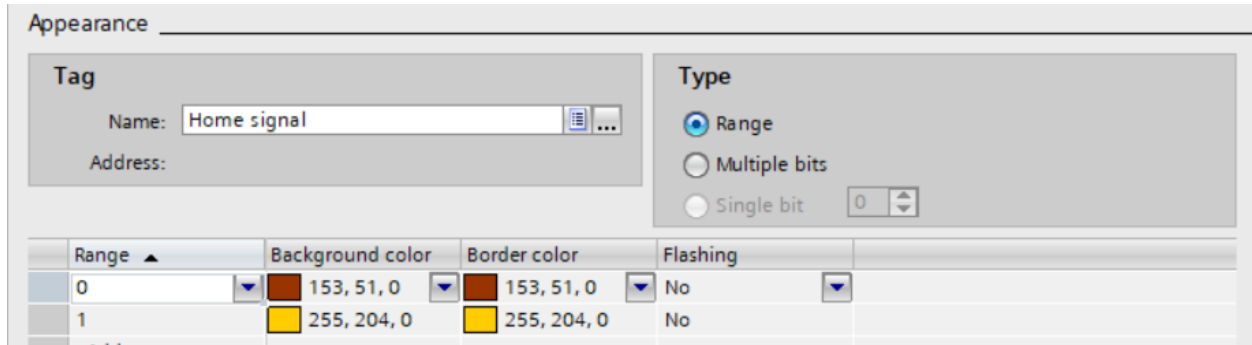 Appearance
Tag
Name: Home signal ...
Address:
Type
Range
Multiple bits
Single bit 0
Range Background color Border color Flashing
0 153, 51, 0 153, 51, 0 No
1 255, 204, 0 255, 204, 0 No